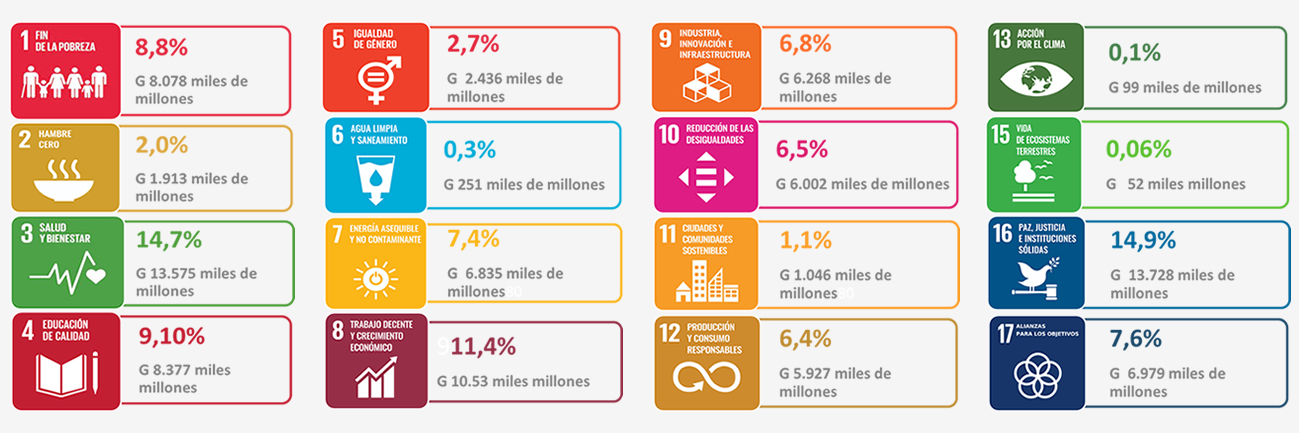 1 FIN
DE LA POBREZA
8,8%
G 8.078 miles de
millones
2 HAMBRE
CERO
2,0%
G 1.913 miles de
millones
3 SALUD
Y BIENESTAR
14,7%
G 13.575 miles de
millones
4 EDUCACIÓN
DE CALIDAD
9,10%
G 8.377 miles
millones
5 IGUALDAD
DE GÉNERO
2,7%
G 2.436 miles de
millones
6 AGUA LIMPIA
Y SANEAMIENTO
0,3%
G 251 miles de millones
7 ENERGÍA ASEQUIBLE
Y NO CONTAMINANTE
7,4%
G 6.835 miles de
millones
8 TRABAJO DECENTE
Y CRECIMIENTO
ECONÓMICO
11,4%
G 10.53 miles millones
9 INDUSTRIA,
INNOVACIÓN E
INFRAESTRUCTURA
6,8%
G 6.268 miles de
millones
10 REDUCCIÓN DE LAS
DESIGUALDADES
6,5%
G 6.002 miles de millones
11 CIUDADES Y
COMUNIDADES
SOSTENIBLES
1,1%
G 1.046 miles de
millones
12 PRODUCCIÓN
Y CONSUMO
RESPONSABLES
6,4%
G 5.927 miles de
millones
13 ACCIÓN
POR EL CLIMA
0,1%
G 99 miles de millones
15 VIDA
DE ECOSISTEMAS
TERRESTRES
0,06%
G 52 miles de millones
16 PAZ, JUSTICIA
E INSTITUCIONES
SÓLIDAS
14,9%
G 13.728 miles de
millones
17 ALIANZAS
PARA LOS OBJETIVOS
7,6%
G 6.979 miles de
millones